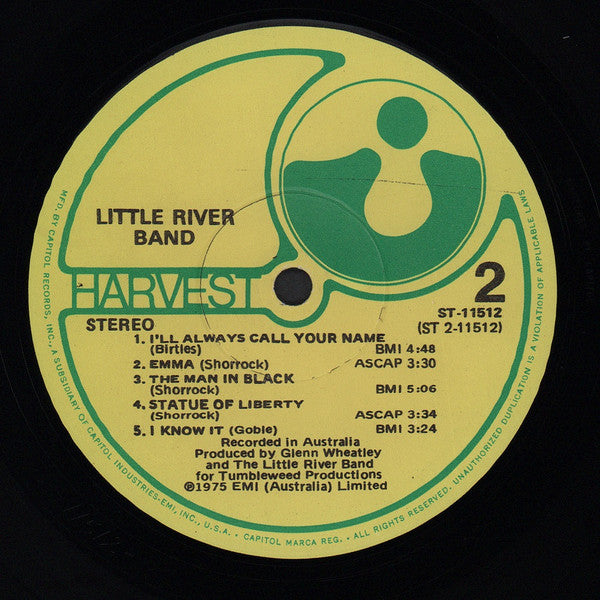 LITTLE RIVER
BAND
HARVEST
2
STEREO
ST-11512
(ST 2-11512)
1. I'LL ALWAYS CALL YOUR NAME
(Birtles) BMI 4:48
2. EMMA (Shorrock) ASCAP 3:30
3. THE MAN IN BLACK
(Shorrock) BMI 5:06
4. STATUE OF LIBERTY
(Shorrock) ASCAP 3:34
5. I KNOW IT (Goble) BMI 3:24
Recorded in Australia
Produced by Glenn Wheatley
and The Little River Band
for Tumbleweed Productions
℗1975 EMI (Australia) Limited
MFD. BY CAPITOL RECORDS, INC., A SUBSIDIARY OF CAPITOL INDUSTRIES-EMI, INC., U.S.A. • CAPITOL MARCA REG. • ALL RIGHTS RESERVED. UNAUTHORIZED DUPLICATION IS A VIOLATION OF APPLICABLE LAWS